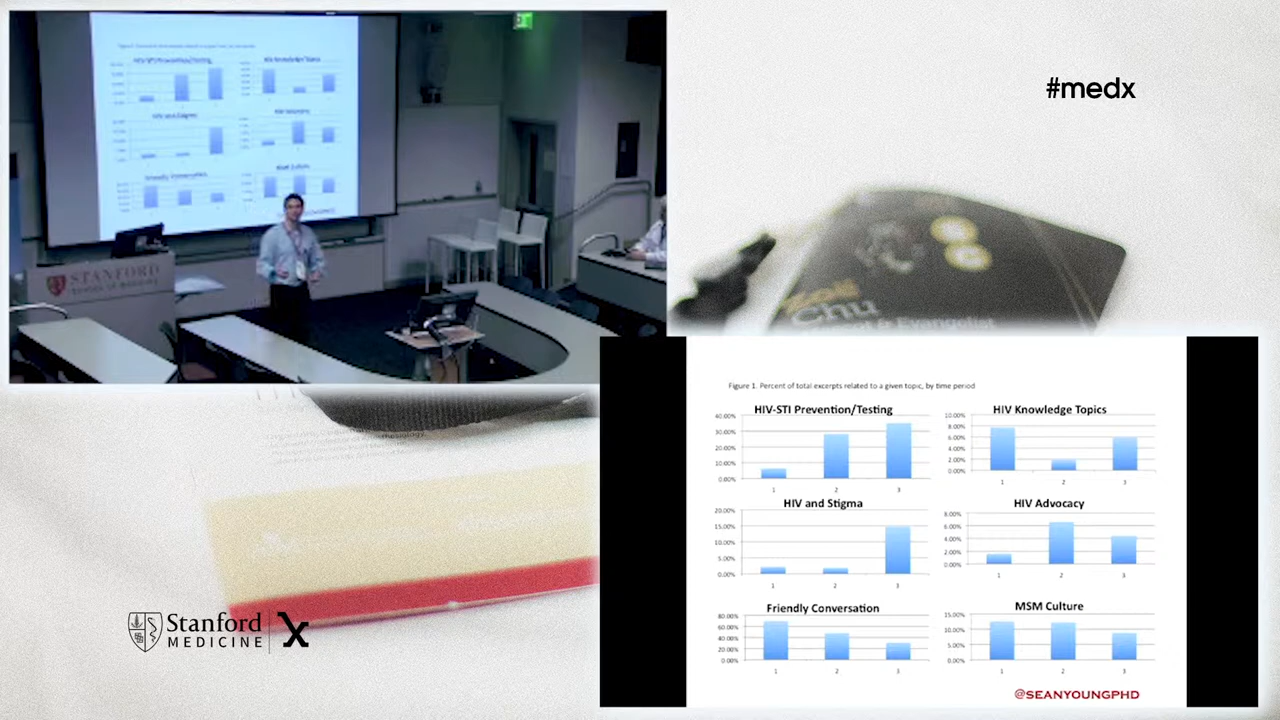 #medx
STANFORD
SCHOOL OF MEDICINE
Chu
& Evangelist
Stanford
MEDICINE
X
Figure 1. Percent of total excerpts related to a given topic, by time period
HIV-STI Prevention/Testing
40.00%
30.00%
20.00%
10.00%
0.00%
1 2 3
HIV Knowledge Topics
10.00%
8.00%
6.00%
4.00%
2.00%
0.00%
1 2 3
HIV and Stigma
20.00%
15.00%
10.00%
5.00%
0.00%
1 2 3
HIV Advocacy
8.00%
6.00%
4.00%
2.00%
0.00%
1 2 3
Friendly Conversation
80.00%
60.00%
40.00%
20.00%
0.00%
1 2 3
MSM Culture
15.00%
10.00%
5.00%
0.00%
1 2 3
@SEANYOUNGPHD